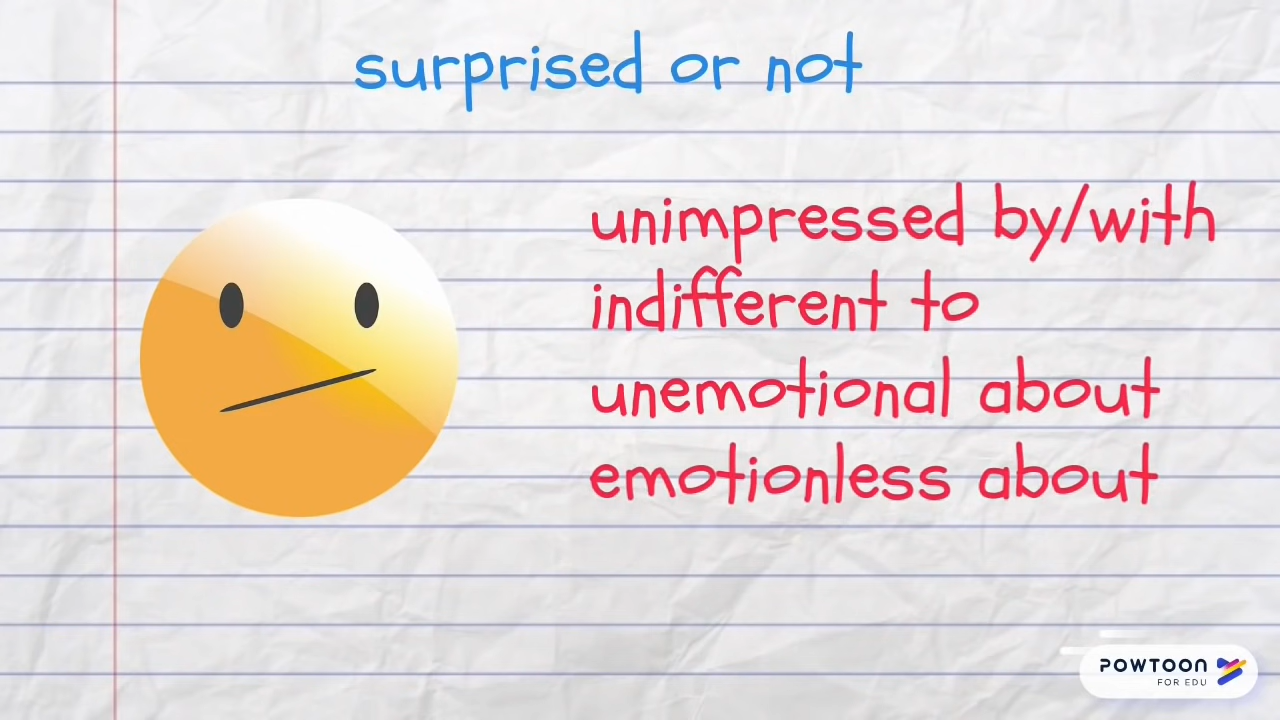 surprised or not
unimpressed by/with
indifferent to
unemotional about
emotionless about
POWTOON
FOR EDU